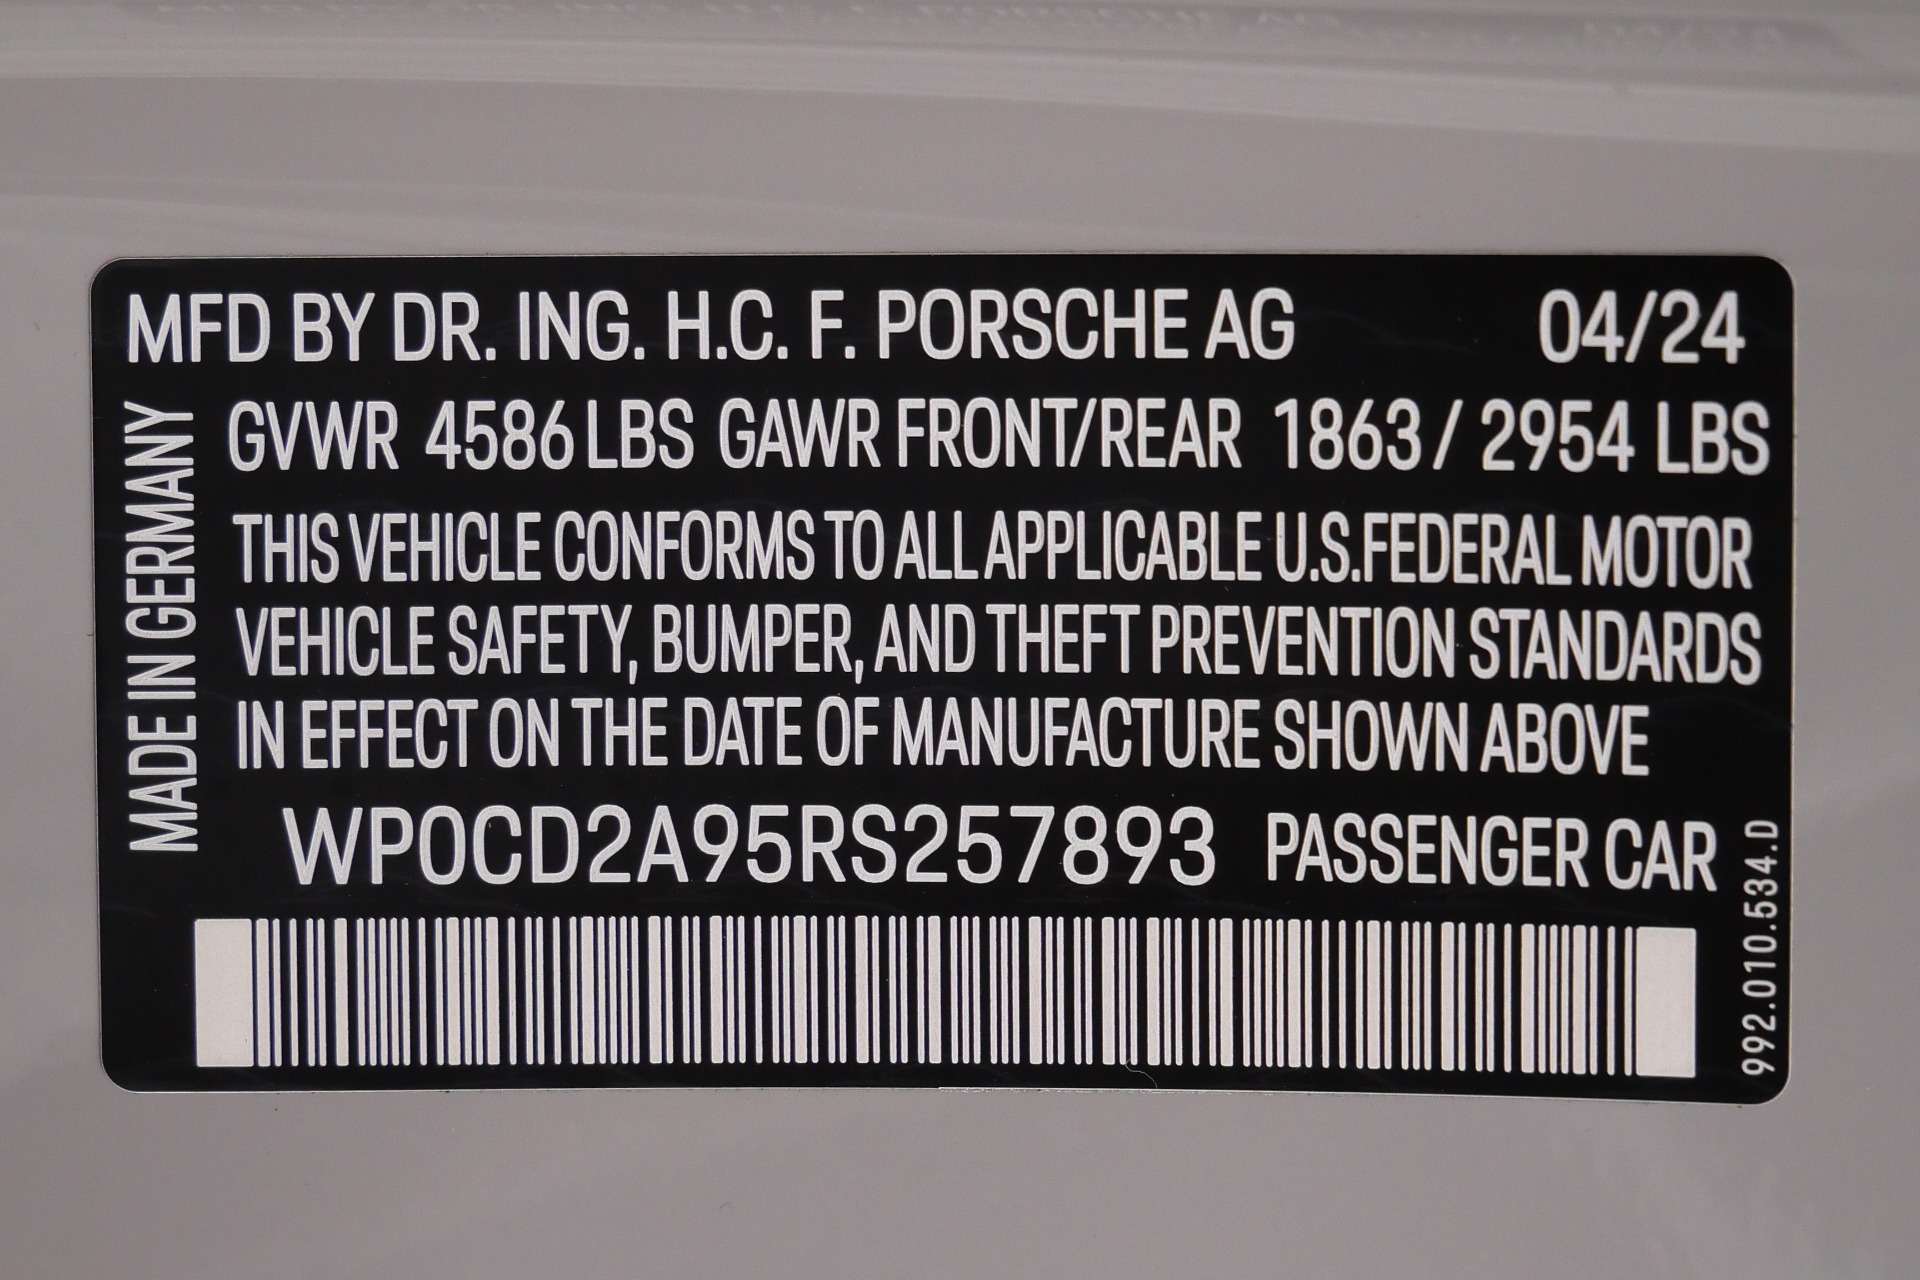 MFD BY DR. ING. H.C. F. PORSCHE AG 04/24
GVWR 4586 LBS GAWR FRONT/REAR 1863 / 2954 LBS
THIS VEHICLE CONFORMS TO ALL APPLICABLE U.S.FEDERAL MOTOR
VEHICLE SAFETY, BUMPER, AND THEFT PREVENTION STANDARDS
IN EFFECT ON THE DATE OF MANUFACTURE SHOWN ABOVE
WP0CD2A95RS257893 PASSENGER CAR
MADE IN GERMANY
992.010.534.D